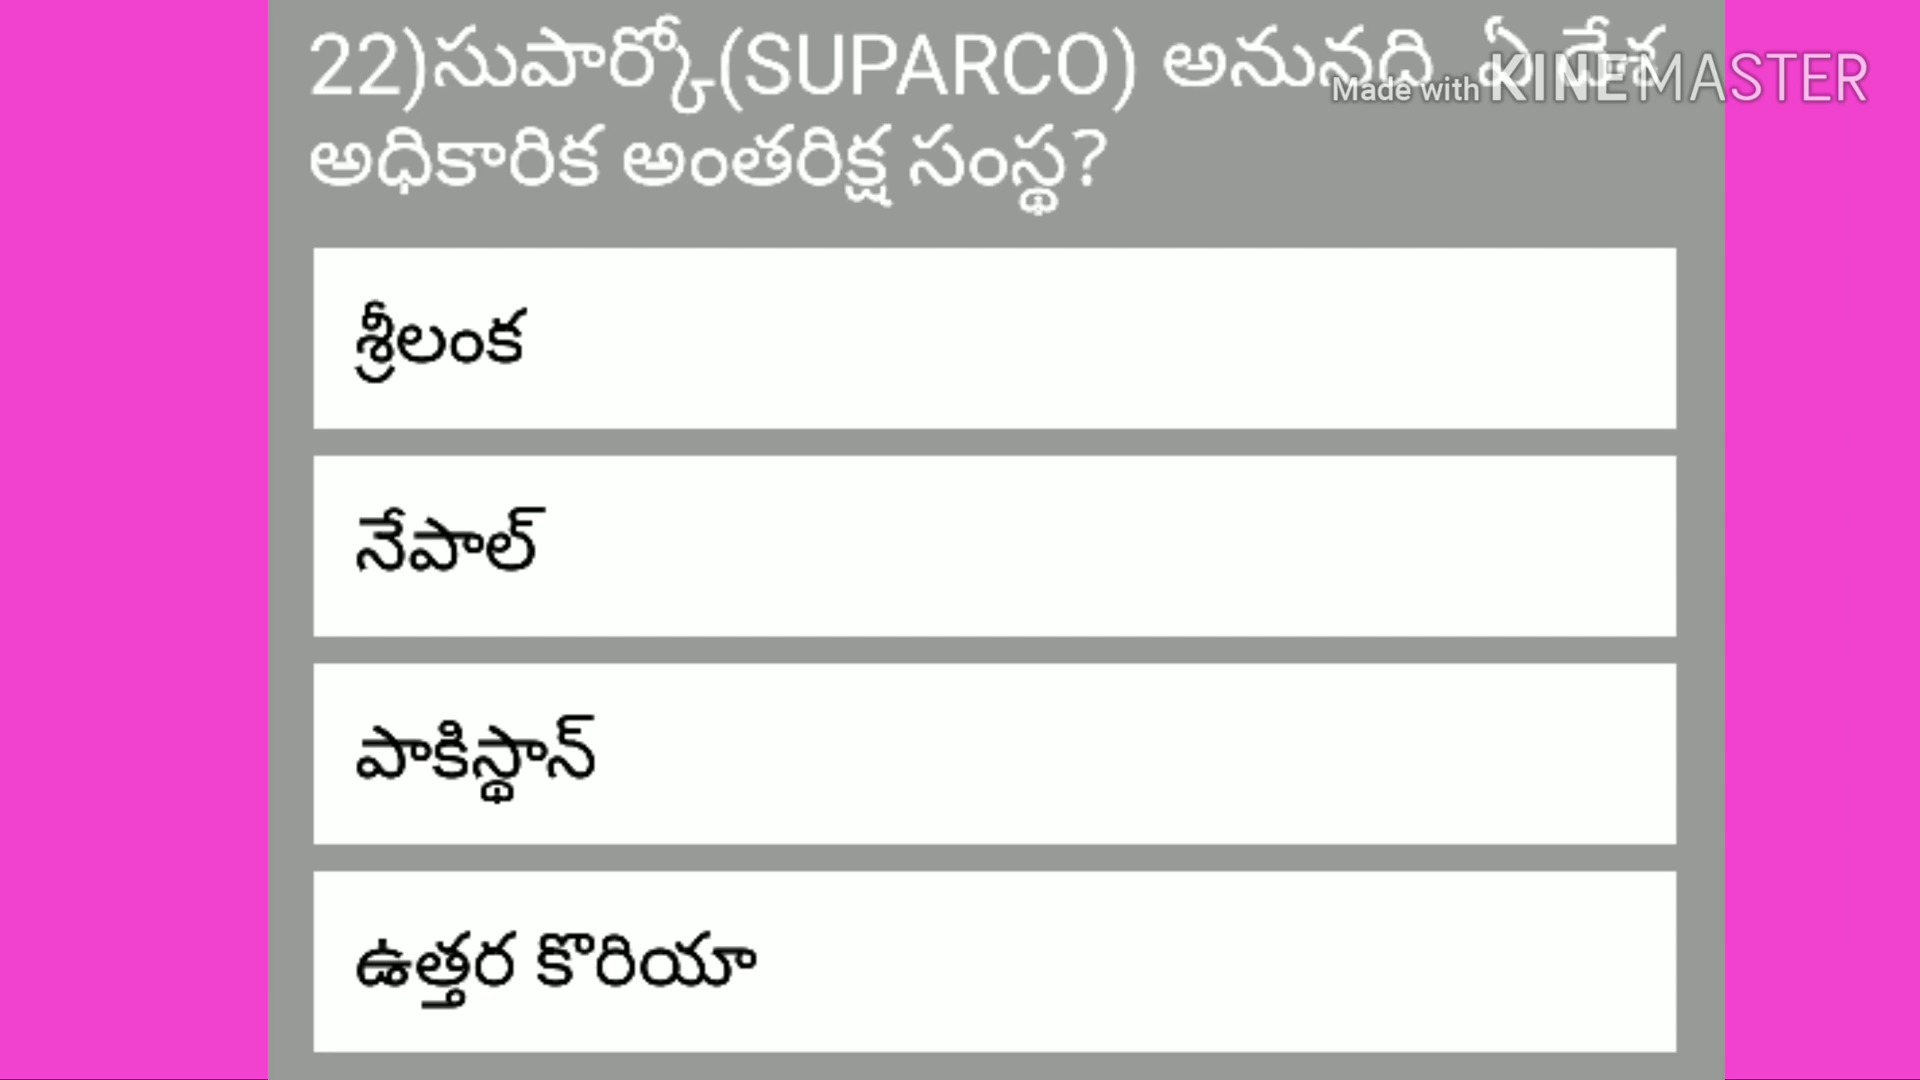 22)సుపార్కో(SUPARCO) అనునది ఏ దేశ
Made with KINEMASTER
అధికారిక అంతరిక్ష సంస్థ?
శ్రీలంక
నేపాల్
పాకిస్థాన్
ఉత్తర కొరియా